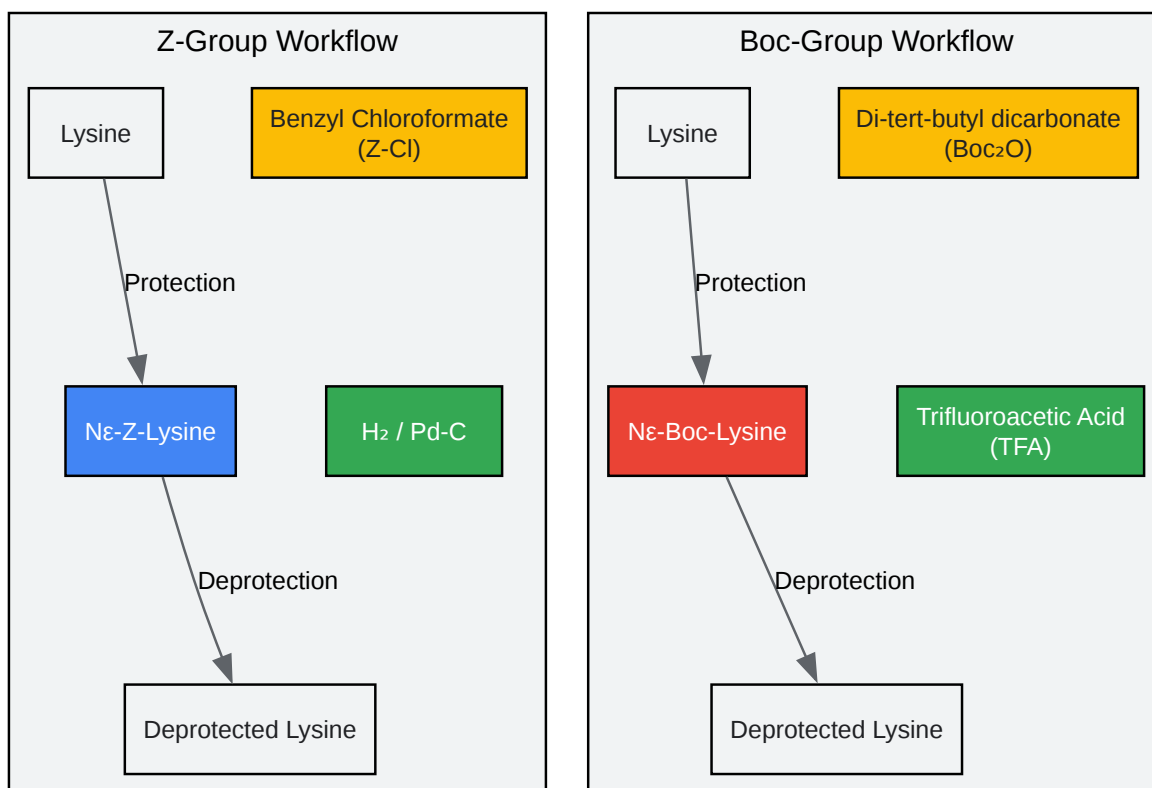 Z-Group Workflow
Lysine
Benzyl Chloroformate
(Z-Cl)
Protection
Nε-Z-Lysine
H₂ / Pd-C
Deprotection
Deprotected Lysine
Boc-Group Workflow
Lysine
Di-tert-butyl dicarbonate
(Boc₂O)
Protection
Nε-Boc-Lysine
Trifluoroacetic Acid
(TFA)
Deprotection
Deprotected Lysine